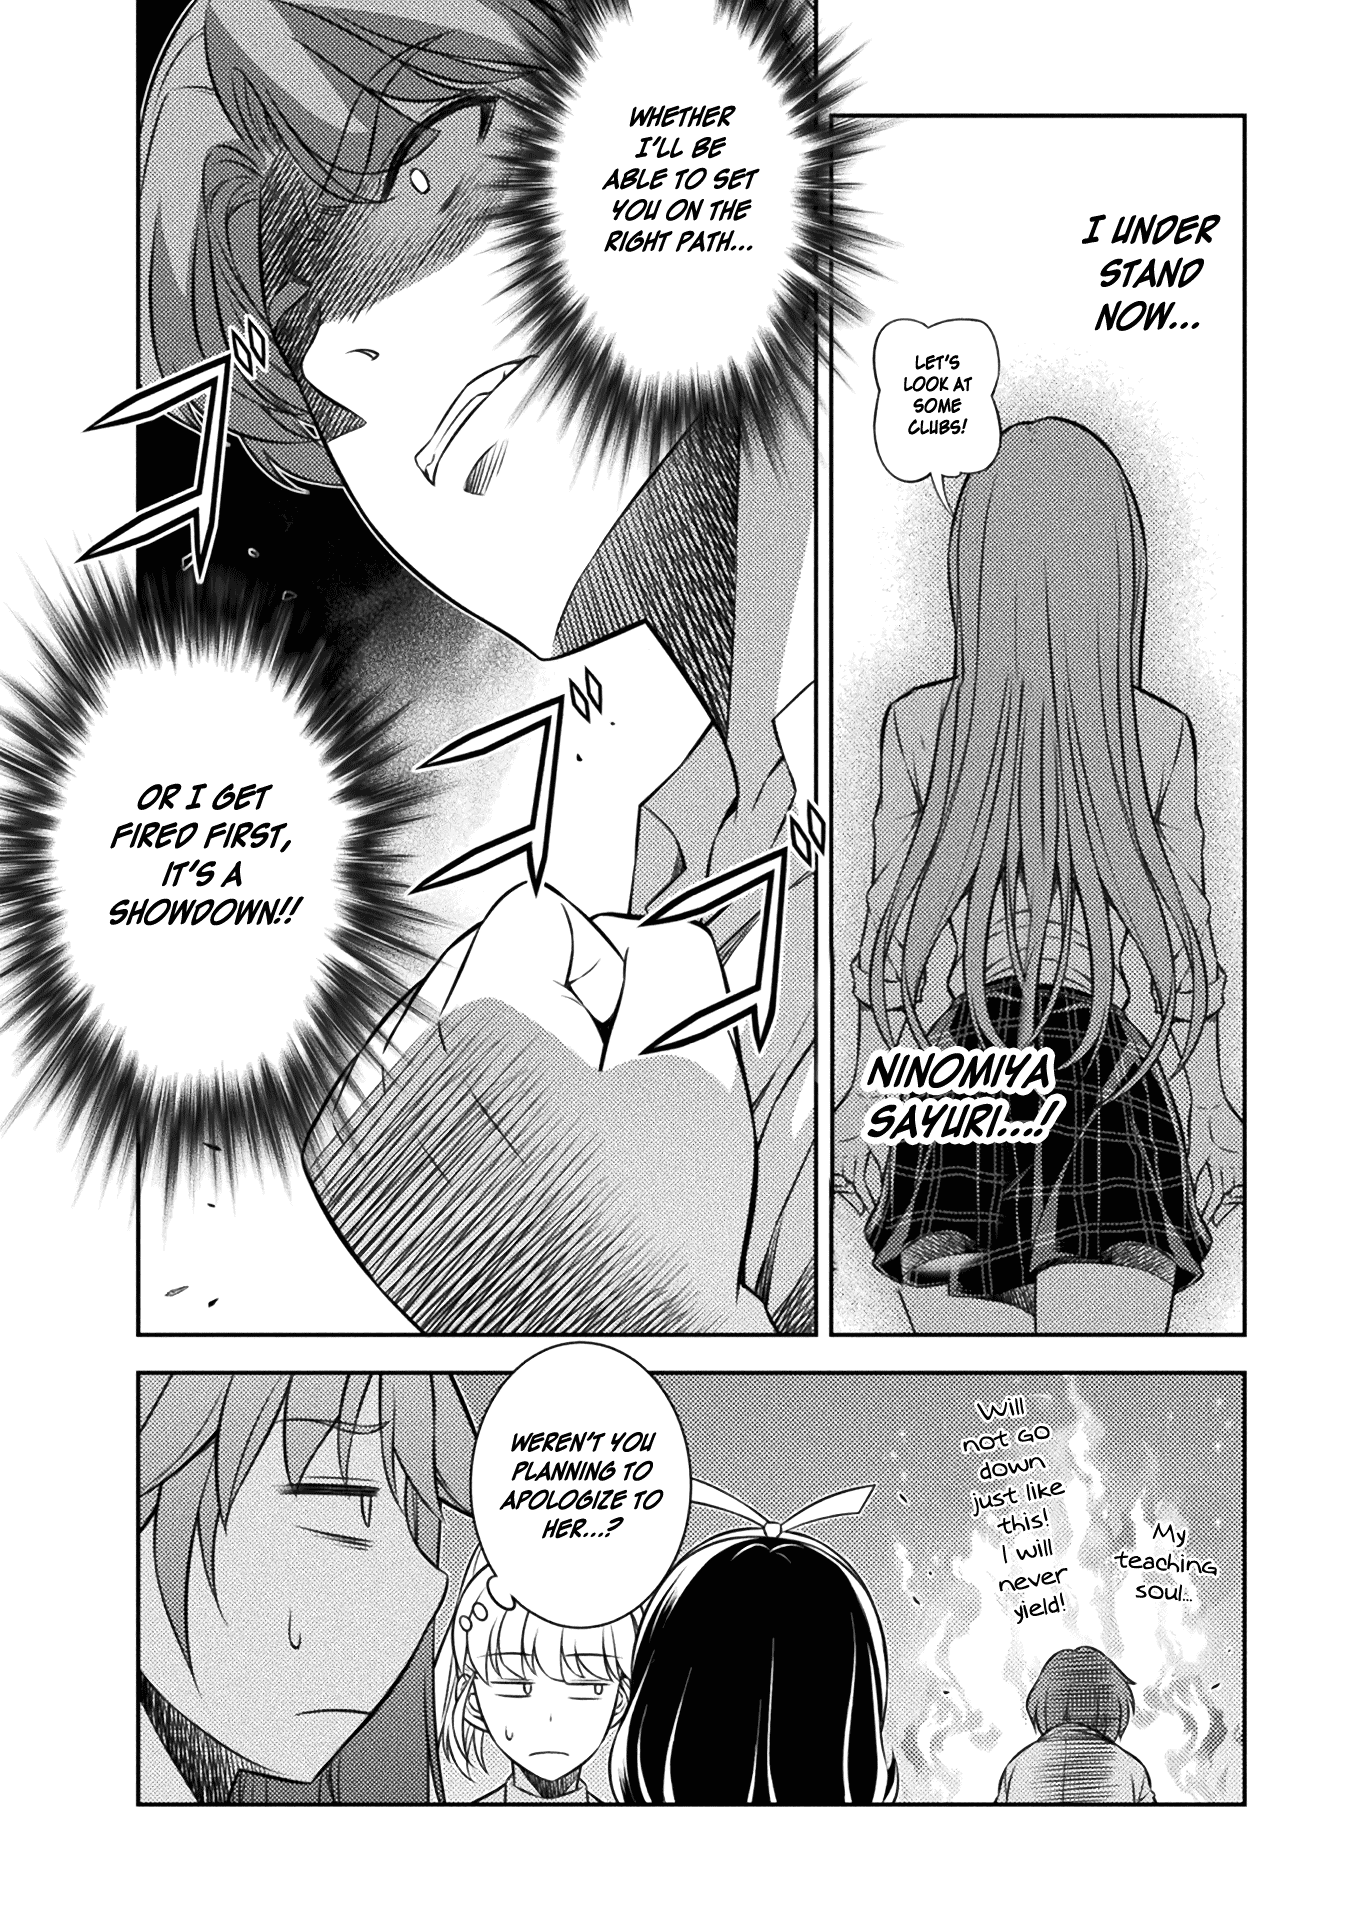 I UNDER
STAND
NOW...
LET'S
LOOK AT
SOME
CLUBS!
NINOMIYA
SAYURI...!
WHETHER
I'LL BE
ABLE TO SET
YOU ON THE
RIGHT PATH...
OR I GET
FIRED FIRST,
IT'S A
SHOWDOWN!!
My
teaching
soul...
Will
not go
down
just like
this!
I will
never
yield!
WEREN'T YOU
PLANNING TO
APOLOGIZE TO
HER...?